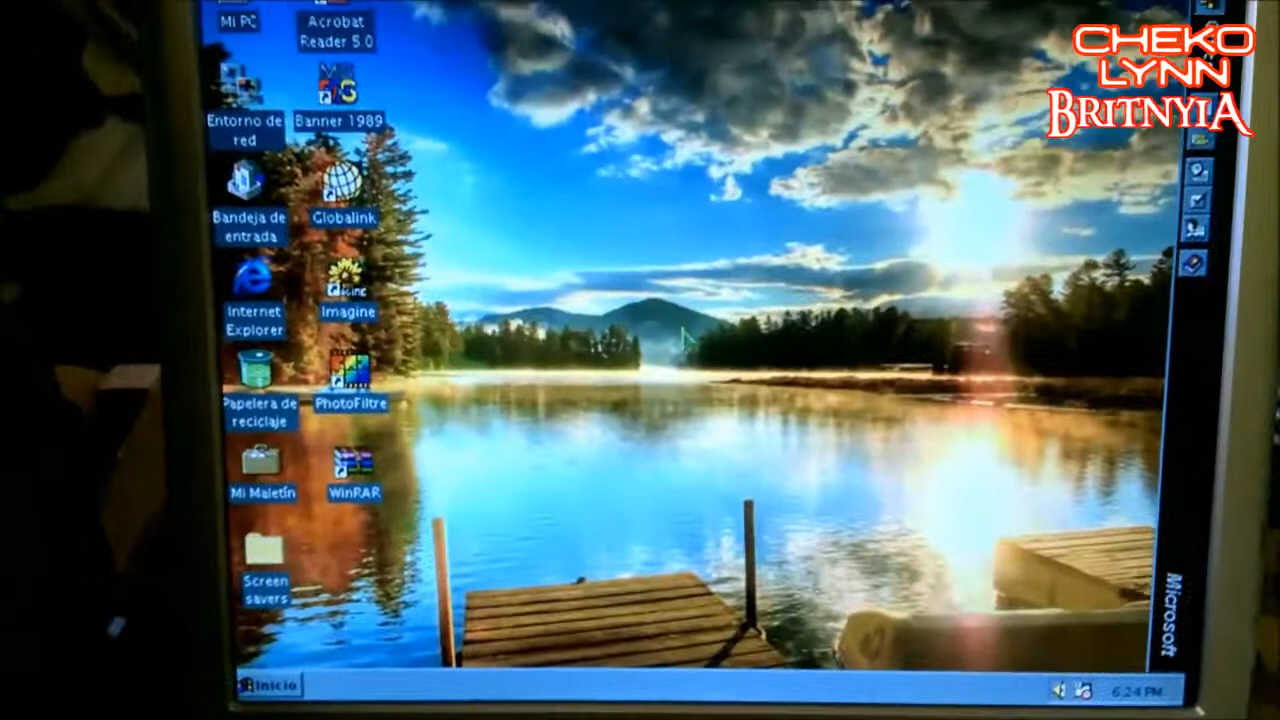 CHEKO
LYNN
BRITNYIA
Mi PC
Acrobat
Reader 5.0
Entorno de
red
Banner 1989
Bandeja de
entrada
Globalink
Internet
Explorer
Imagine
Papelera de
reciclaje
PhotoFiltre
Mi Maletín
WinRAR
Screen
savers
Microsoft
Inicio
6:24 PM